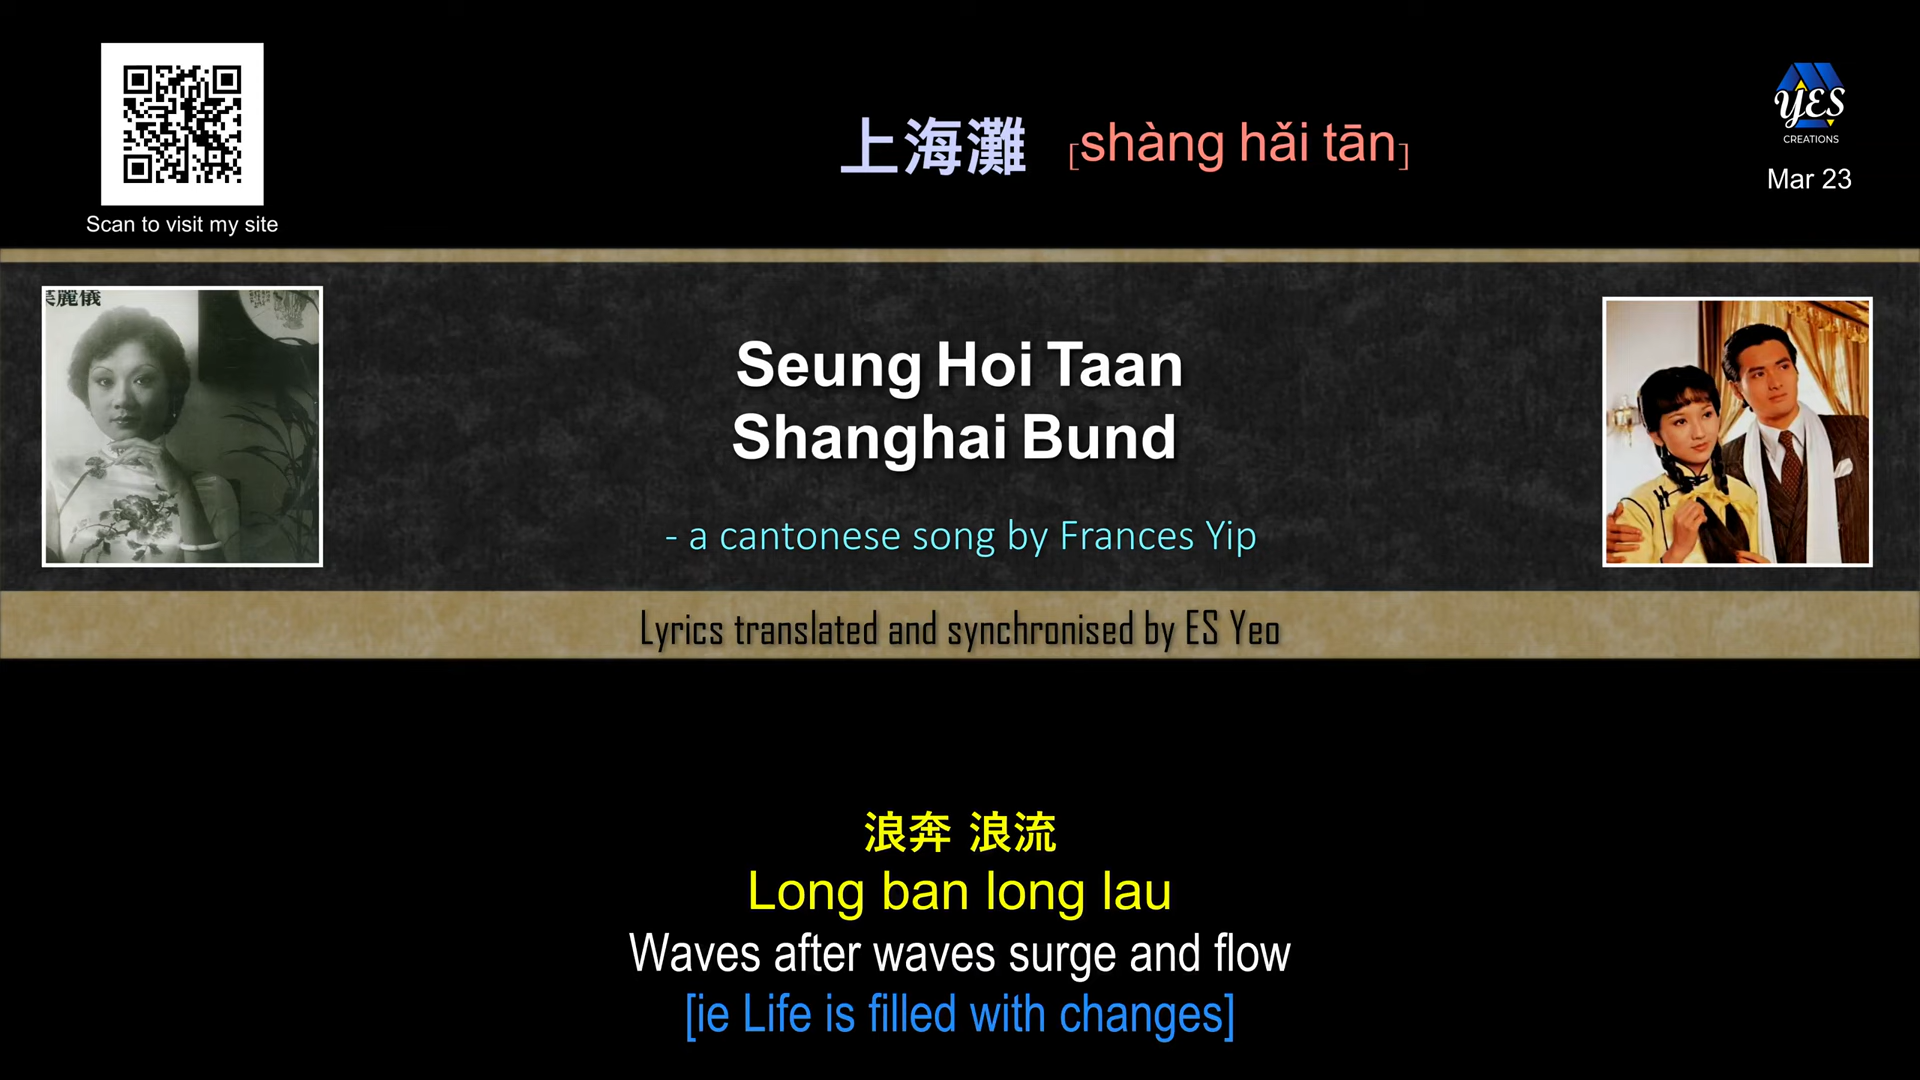 上海灘 [shàng hǎi tān]
YES
CREATIONS
Mar 23
Scan to visit my site
葉麗儀
Seung Hoi Taan
Shanghai Bund
- a cantonese song by Frances Yip
Lyrics translated and synchronised by ES Yeo
浪奔 浪流
Long ban long lau
Waves after waves surge and flow
[ie Life is filled with changes]